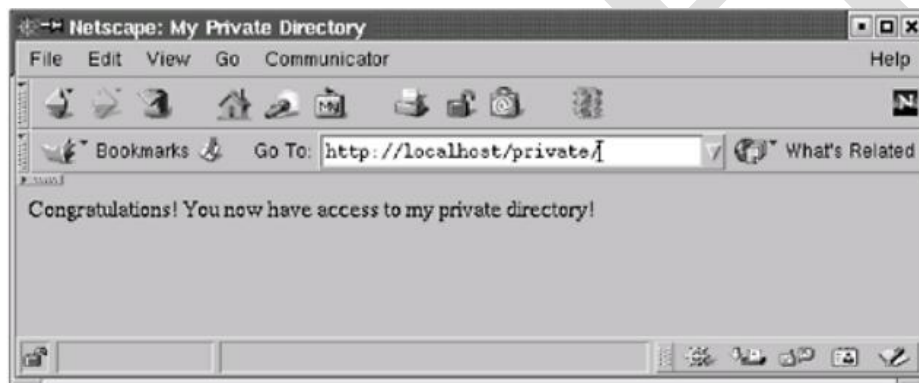 Netscape: My Private Directory
File Edit View Go Communicator Help
MN
N
Bookmarks Go To: http://localhost/private/ What's Related
Congratulations! You now have access to my private directory!